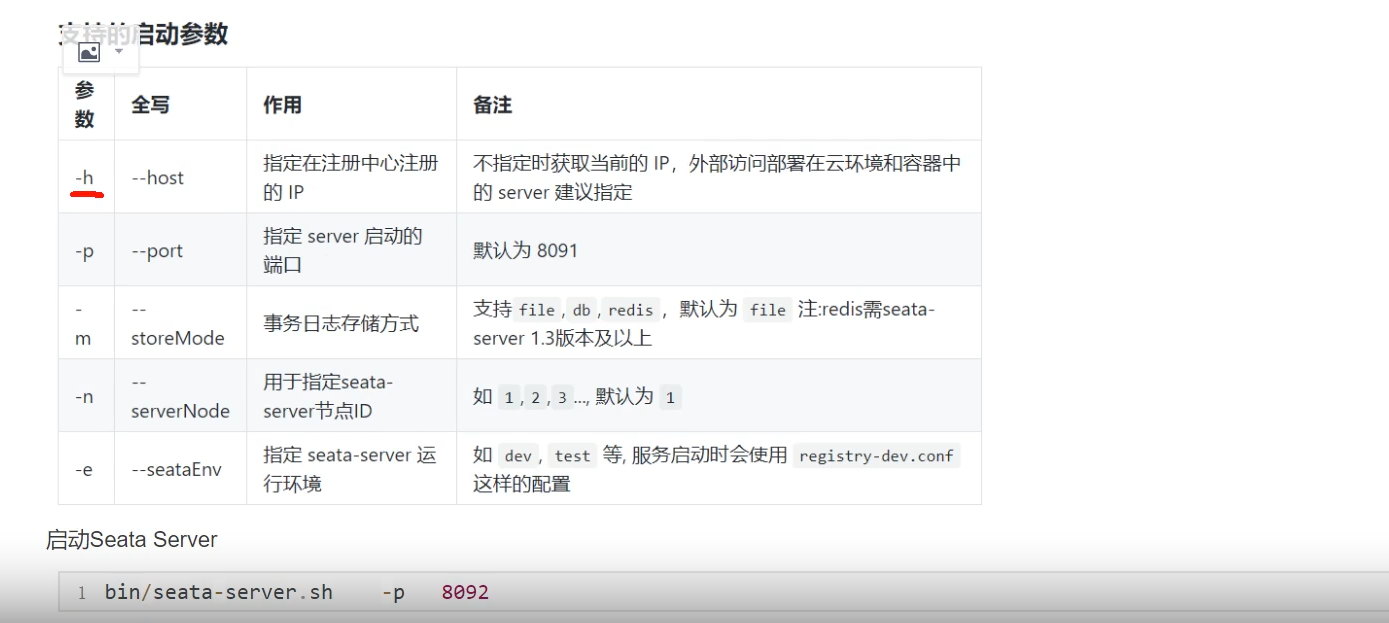 支持的启动参数
参
数
全写
作用
备注
-h
--host
指定在注册中心注册
的 IP
不指定时获取当前的 IP，外部访问部署在云环境和容器中
的 server 建议指定
-p
--port
指定 server 启动的
端口
默认为 8091
-
m
--
storeMode
事务日志存储方式
支持 file , db , redis ，默认为 file 注:redis需seata-
server 1.3版本及以上
-n
--
serverNode
用于指定seata-
server节点ID
如 1 , 2 , 3 ..., 默认为 1
-e
--seataEnv
指定 seata-server 运
行环境
如 dev , test 等, 服务启动时会使用 registry-dev.conf
这样的配置
启动Seata Server
1 bin/seata-server.sh -p 8092